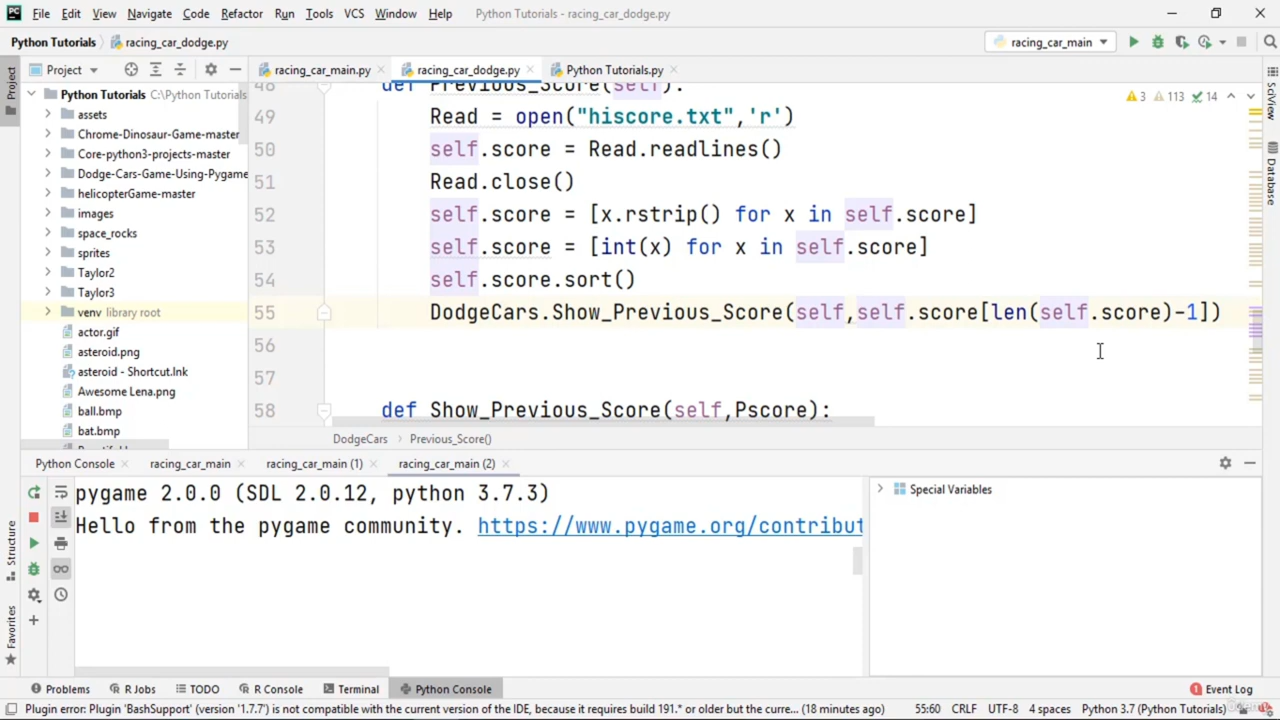 PC File Edit View Navigate Code Refactor Run Tools VCS Window Help Python Tutorials - racing_car_dodge.py
Python Tutorials racing_car_dodge.py racing_car_main
Project racing_car_main.py racing_car_dodge.py Python Tutorials.py
Project
SciView
Database
Structure
Favorites
Python Tutorials C:\Python Tutorials
assets
Chrome-Dinosaur-Game-master
Core-python3-projects-master
Dodge-Cars-Game-Using-Pygame
helicopterGame-master
images
space_rocks
sprites
Taylor2
Taylor3
venv library root
actor.gif
asteroid.png
asteroid - Shortcut.lnk
Awesome Lena.png
ball.bmp
bat.bmp
3 113 14
48 def Previous_Score(self):
49 Read = open("hiscore.txt",'r')
50 self.score = Read.readlines()
51 Read.close()
52 self.score = [x.rstrip() for x in self.score]
53 self.score = [int(x) for x in self.score]
54 self.score.sort()
55 DodgeCars.Show_Previous_Score(self,self.score[len(self.score)-1])
56
57
58 def Show_Previous_Score(self,Pscore):
DodgeCars Previous_Score()
Python Console racing_car_main racing_car_main (1) racing_car_main (2)
pygame 2.0.0 (SDL 2.0.12, python 3.7.3)
Hello from the pygame community. https://www.pygame.org/contribut
Special Variables
Problems R Jobs TODO R Console Terminal Python Console Event Log
Plugin error: Plugin 'BashSupport' (version '1.7.7') is not compatible with the current version of the IDE, because it requires build 191.* or older but the curre... (18 minutes ago) 55:60 CRLF UTF-8 4 spaces Python 3.7 (Python Tutorials)